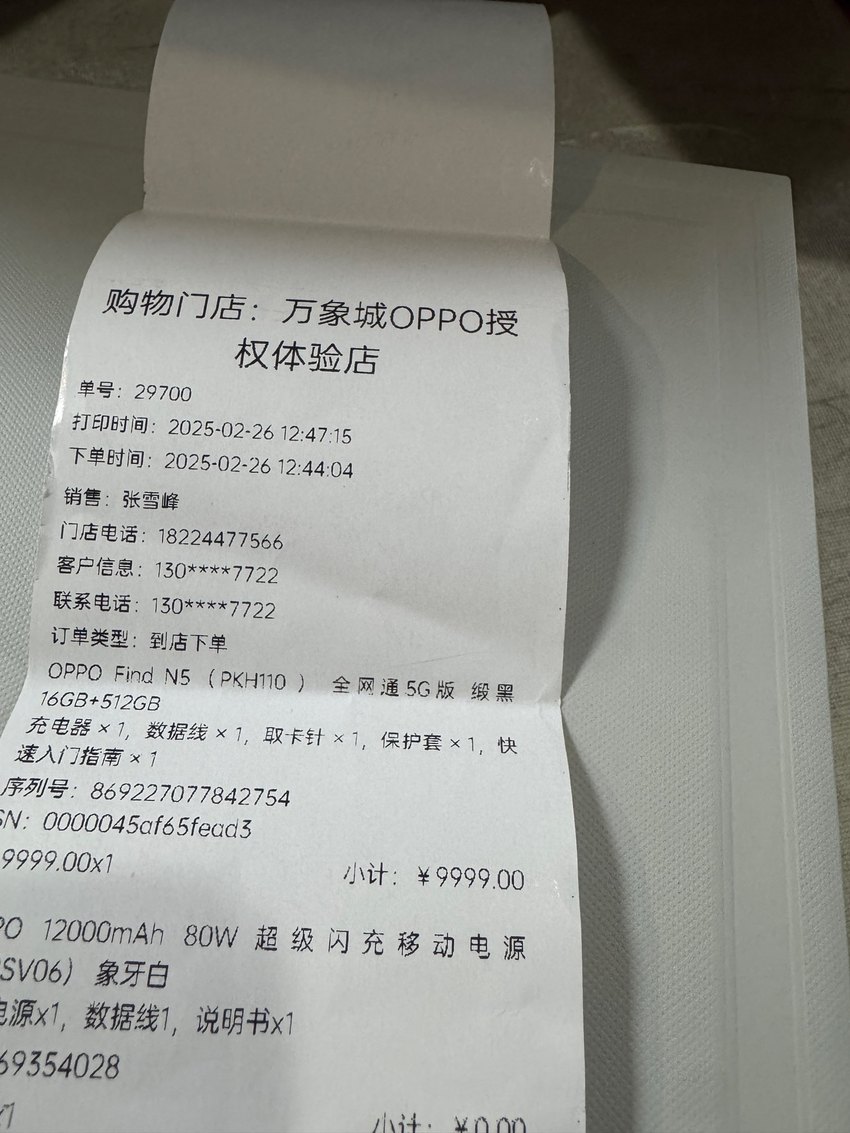 购物门店：万象城OPPO授
权体验店
单号：29700
打印时间：2025-02-26 12:47:15
下单时间：2025-02-26 12:44:04
销售：张雪峰
门店电话：18224477566
客户信息：130****7722
联系电话：130****7722
订单类型：到店下单
OPPO Find N5 （PKH110 ） 全网通5G版 缎黑
16GB+512GB
充电器×1，数据线×1，取卡针×1，保护套×1，快
速入门指南×1
序列号：869227077842754
SN：0000045af65fead3
9999.00x1 小计：￥9999.00
PO 12000mAh 80W 超级闪充移动电源
SV06） 象牙白
电源x1，数据线1，说明书x1
69354028
x1 小计：￥0.00